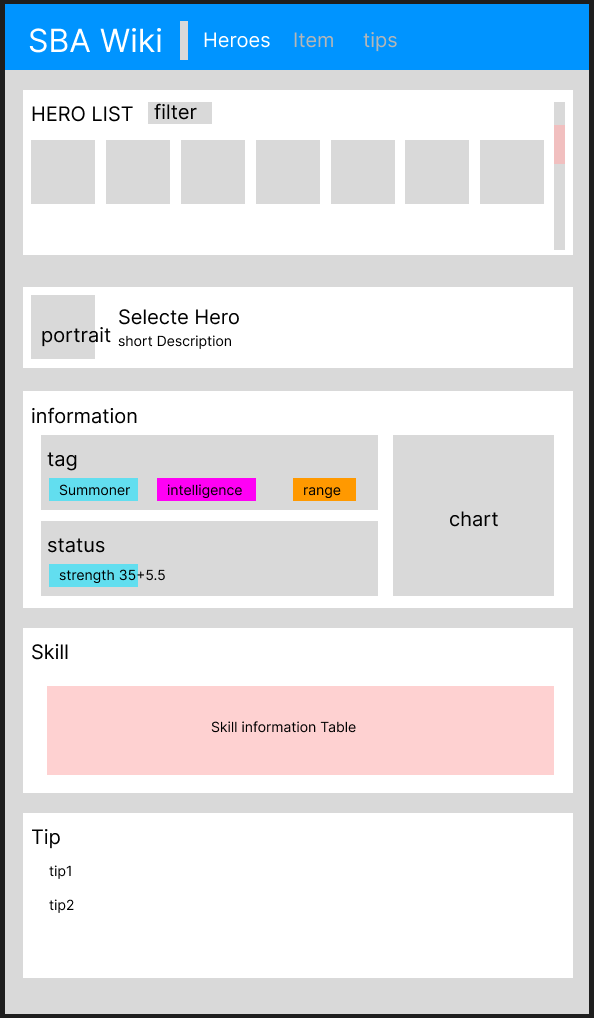 SBA Wiki Heroes Item tips
HERO LIST filter
portrait
Selecte Hero
short Description
information
tag
Summoner intelligence range
status
strength 35+5.5
chart
Skill
Skill information Table
Tip
tip1
tip2